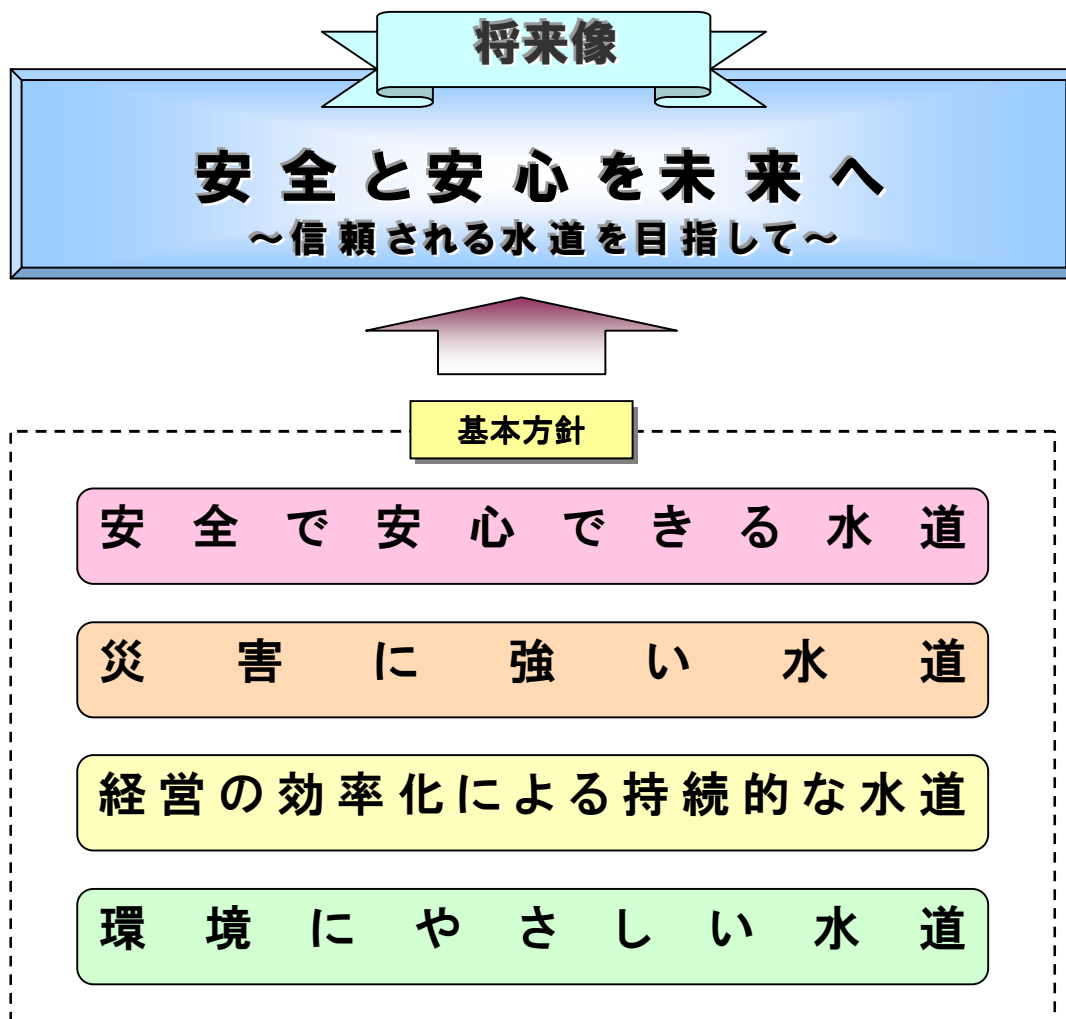 将来像
安全と安心を未来へ
～信頼される水道を目指して～
基本方針
安全で安心できる水道
災害に強い水道
経営の効率化による持続的な水道
環境にやさしい水道